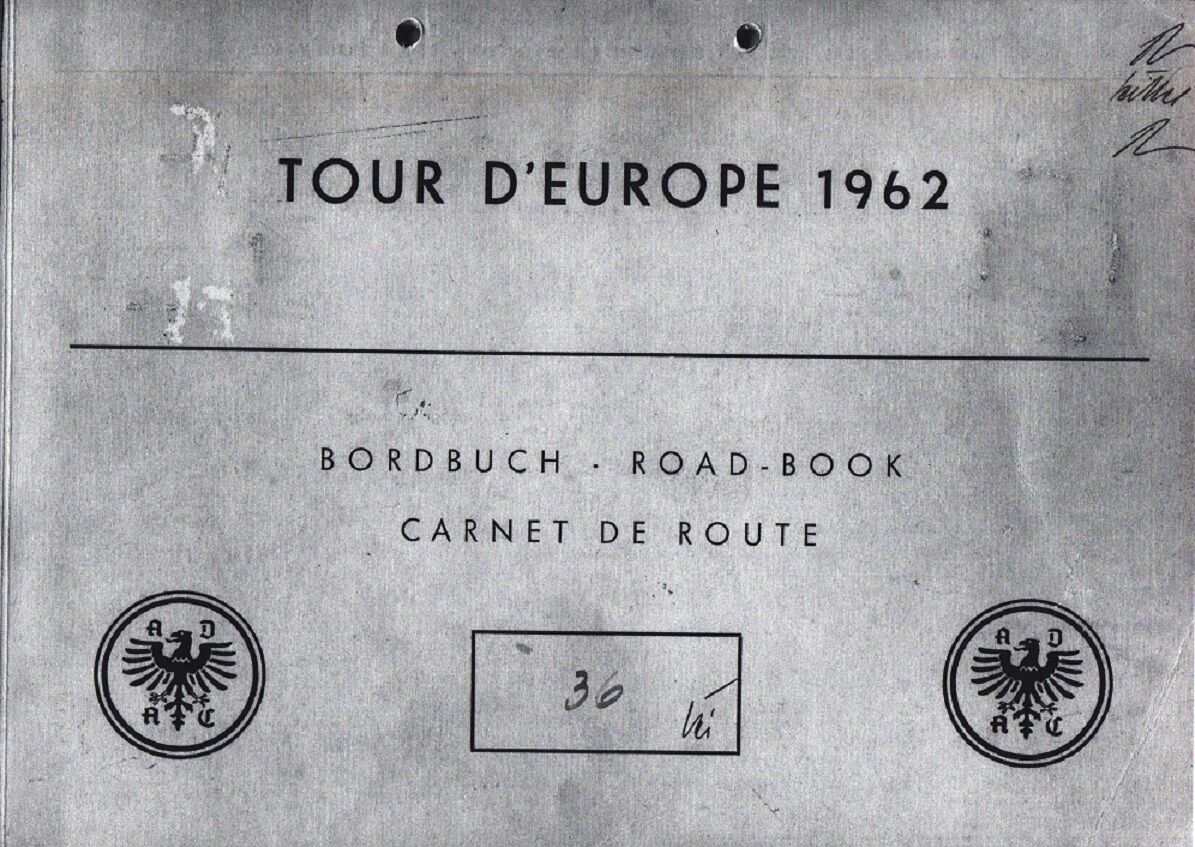 TOUR D'EUROPE 1962
BORDBUCH · ROAD-BOOK
CARNET DE ROUTE
A D
A C
36
A D
A C